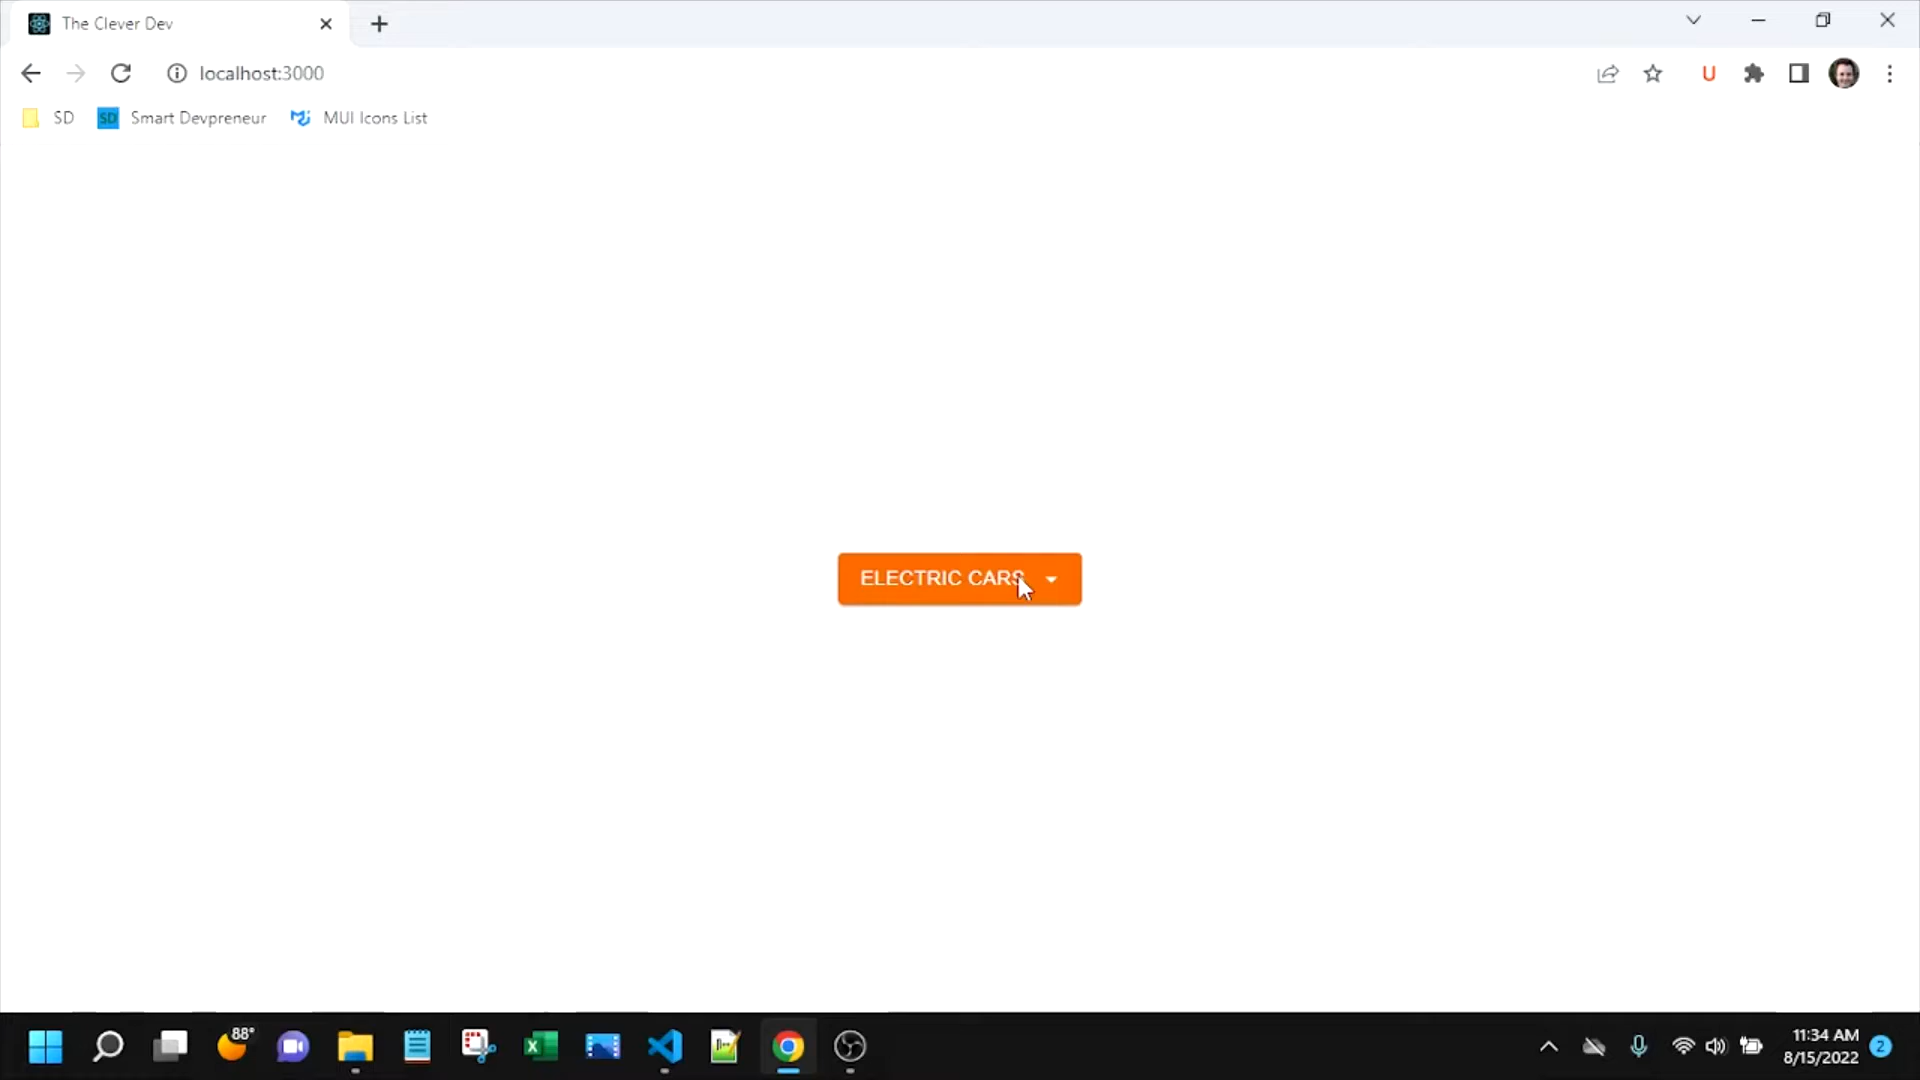 The Clever Dev
localhost:3000
U
SD
SD Smart Devpreneur
MUI Icons List
ELECTRIC CARS
88°
11:34 AM
8/15/2022
2